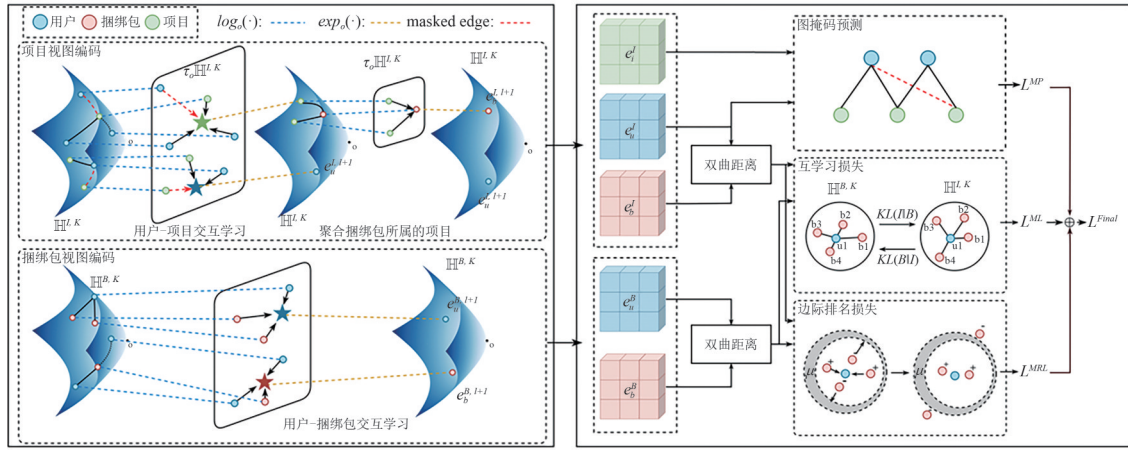 用户 捆绑包 项目 logₒ(·): expₒ(·): masked edge:
项目视图编码
ℍ^{I, K}
τₒℍ^{I, K}
ℍ^{I, K}
τₒℍ^{I, K}
ℍ^{I, K}
o
e_u^{I, l+1}
o
e_b^{I, l+1}
e_u^{I, l+1}
o
用户–项目交互学习
聚合捆绑包所属的项目
捆绑包视图编码
ℍ^{B, K}
o
ℍ^{B, K}
e_u^{B, l+1}
e_b^{B, l+1}
o
用户–捆绑包交互学习
e_i^I
e_u^I
e_b^I
双曲距离
e_u^B
e_b^B
双曲距离
图掩码预测
L^{MP}
互学习损失
ℍ^{B, K}
ℍ^{I, K}
b3 b2 b1 b4 u1
KL(I\\B)
KL(B\\I)
b3 b2 b1 b4 u1
L^{ML}
⊕
L^{Final}
边际排名损失
μ + + -
μ + + - -
L^{MRL}